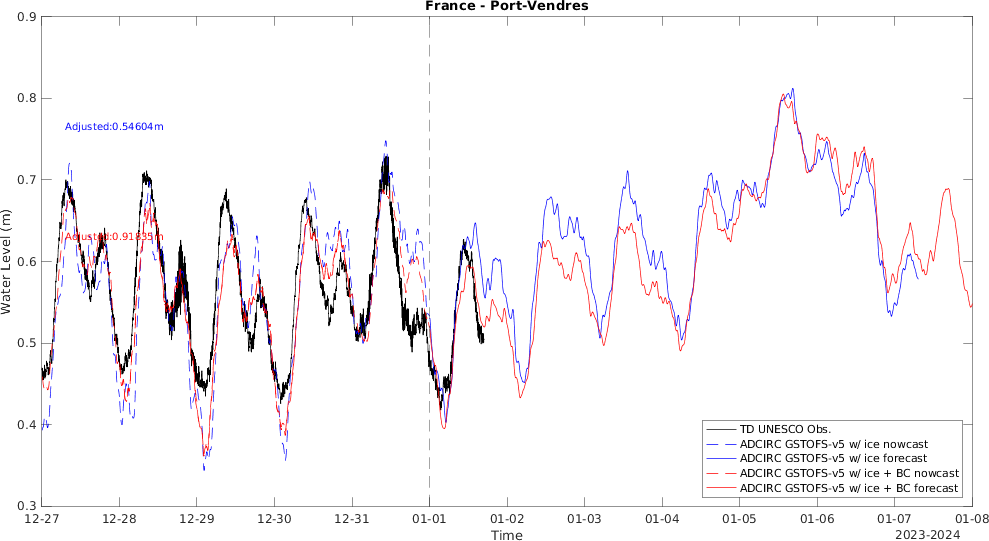 France - Port-Vendres
0.9
0.8
0.7
0.6
0.5
0.4
0.3
Water Level (m)
Adjusted:0.54604m
Adjusted:0.91835m
TD UNESCO Obs.
ADCIRC GSTOFS-v5 w/ ice nowcast
ADCIRC GSTOFS-v5 w/ ice forecast
ADCIRC GSTOFS-v5 w/ ice + BC nowcast
ADCIRC GSTOFS-v5 w/ ice + BC forecast
12-27 12-28 12-29 12-30 12-31 01-01 01-02 01-03 01-04 01-05 01-06 01-07 01-08
Time
2023-2024